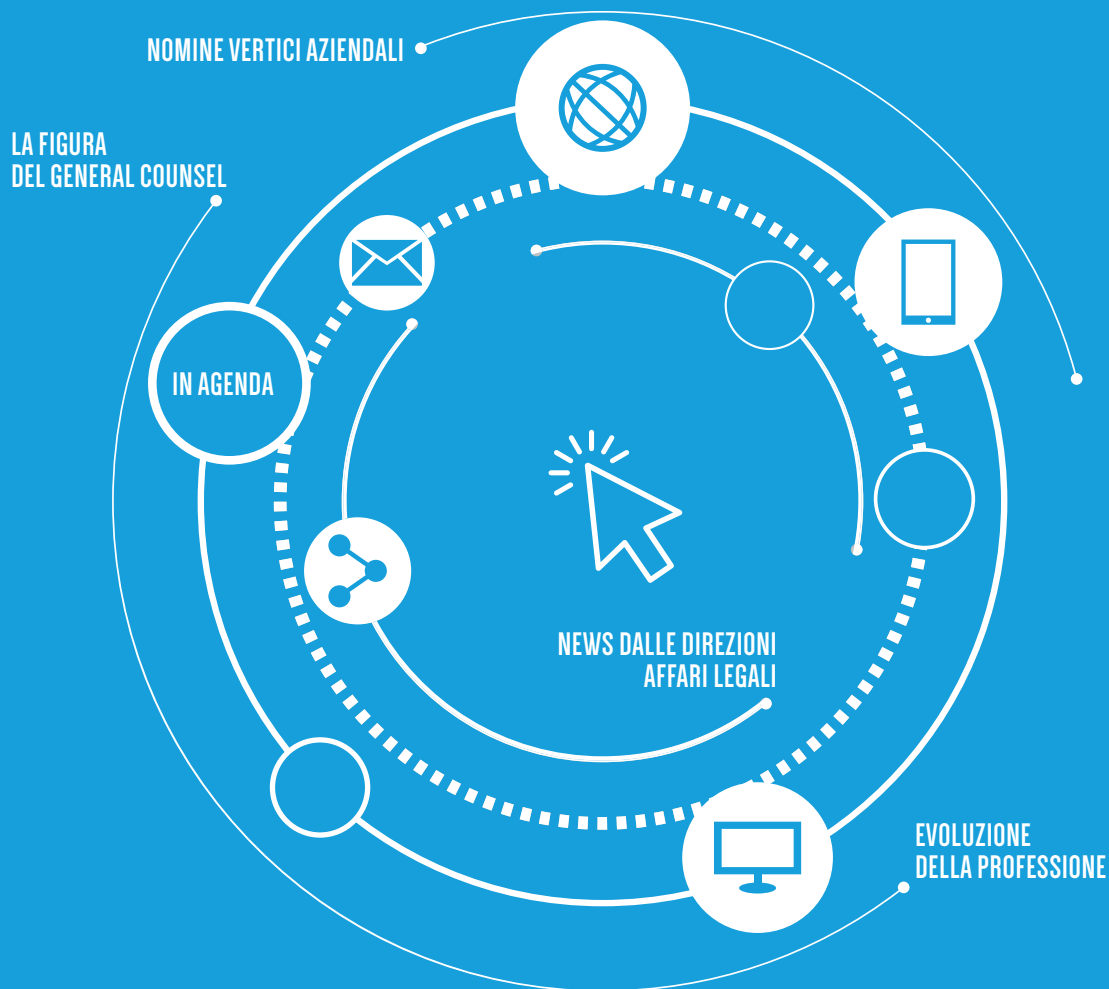 NOMINE VERTICI AZIENDALI
LA FIGURA
DEL GENERAL COUNSEL
IN AGENDA
NEWS DALLE DIREZIONI
AFFARI LEGALI
EVOLUZIONE
DELLA PROFESSIONE